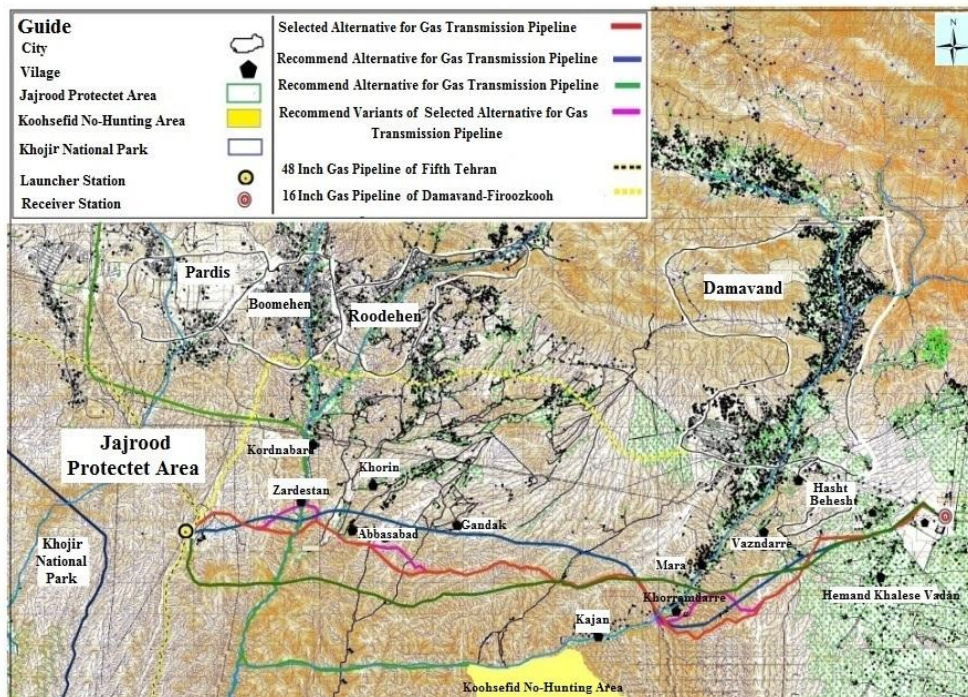 Guide
City
Vilage
Jajrood Protectet Area
Koohsefid No-Hunting Area
Khojir National Park
Launcher Station
Receiver Station
Selected Alternative for Gas Transmission Pipeline
Recommend Alternative for Gas Transmission Pipeline
Recommend Alternative for Gas Transmission Pipeline
Recommend Variants of Selected Alternative for Gas
Transmission Pipeline
48 Inch Gas Pipeline of Fifth Tehran
16 Inch Gas Pipeline of Damavand-Firoozkooh
N
Pardis
Boomehen
Roodehen
Damavand
Jajrood
Protectet Area
Kordnabard
Khorin
Zardestan
Hasht
Behesht
Abbasabad
Gandak
Vazndarre
Khojir
National
Park
Mara
Khorramdarre
Hemand Khalese Vadan
Kajan
Koohsefid No-Hunting Area